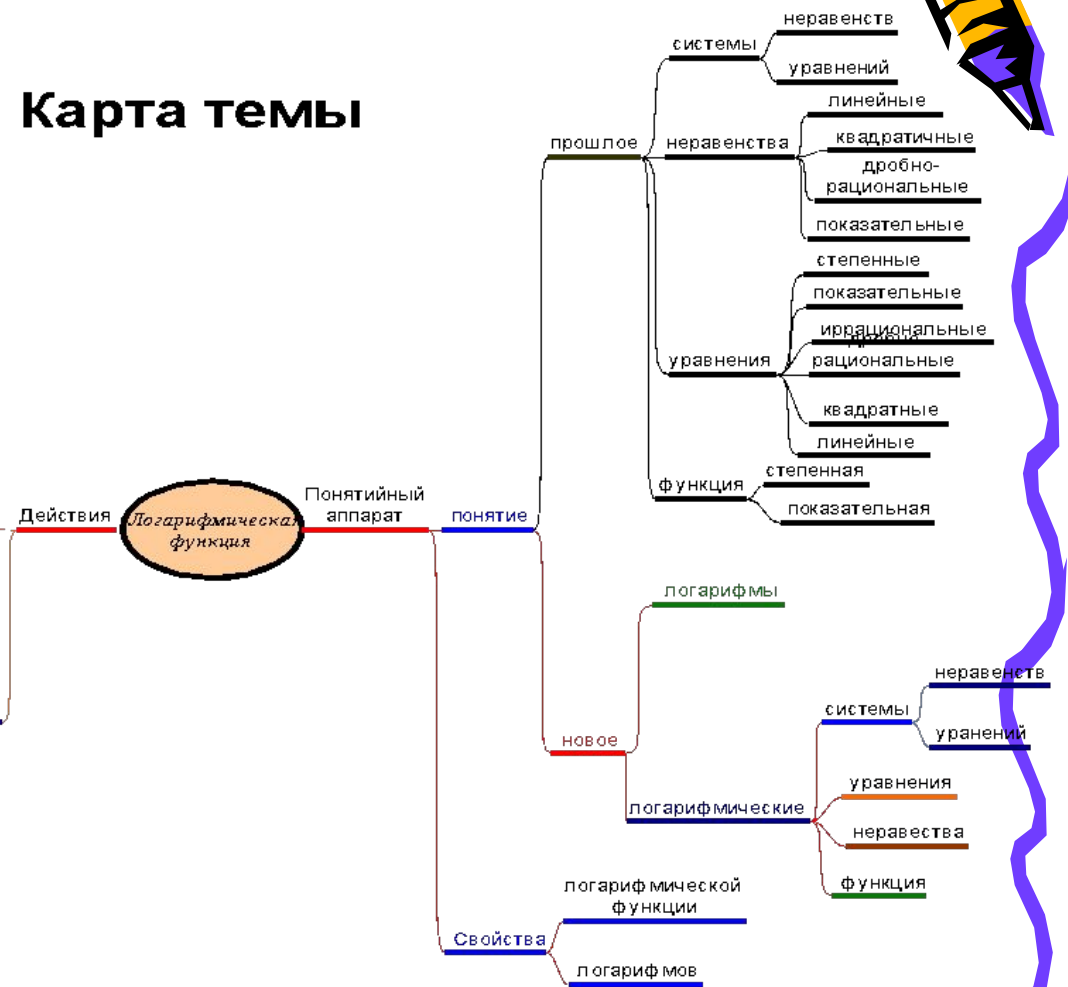 Карта темы
неравенств
системы
уравнений
линейные
прошлое
неравенства
квадратичные
дробно-
рациональные
показательные
степенные
показательные
иррациональные
рациональные
уравнения
квадратные
линейные
степенная
функция
показательная
Действия
Логарифмическая
функция
Понятийный
аппарат
понятие
логарифмы
новое
логарифмические
неравенств
системы
уранений
уравнения
неравества
функция
Свойства
логарифмической
функции
логарифмов